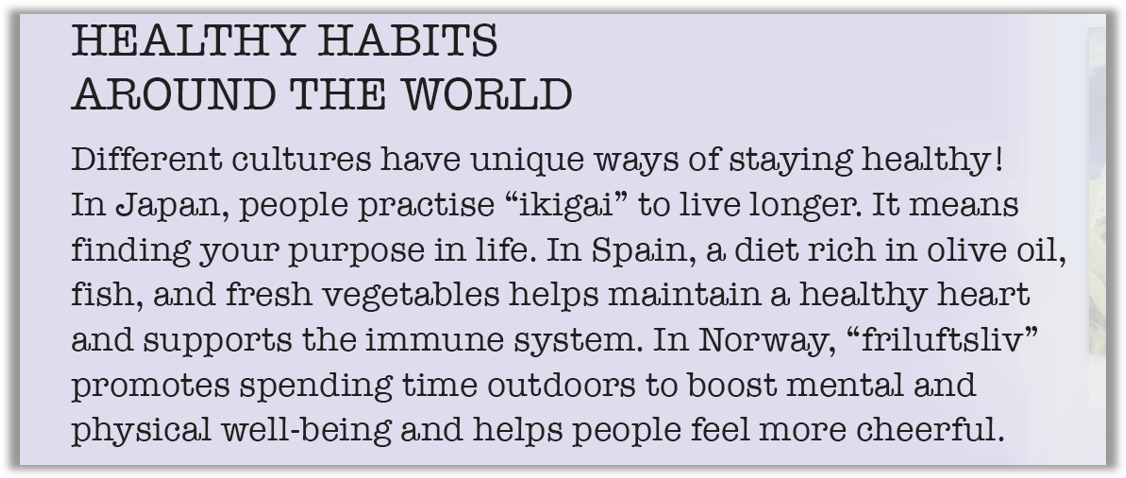 HEALTHY HABITS
AROUND THE WORLD
Different cultures have unique ways of staying healthy!
In Japan, people practise “ikigai” to live longer. It means
finding your purpose in life. In Spain, a diet rich in olive oil,
fish, and fresh vegetables helps maintain a healthy heart
and supports the immune system. In Norway, “friluftsliv”
promotes spending time outdoors to boost mental and
physical well-being and helps people feel more cheerful.